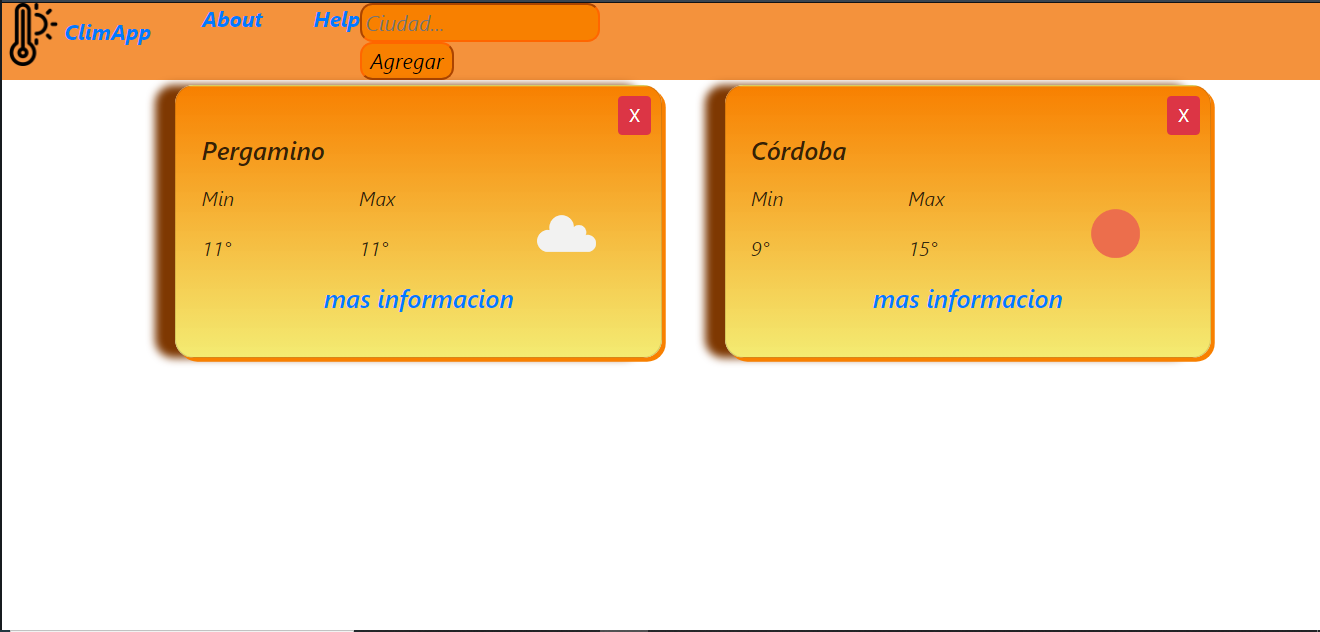 ClimApp
About
Help
Ciudad...
Agregar
X
Pergamino
Min Max
11° 11°
mas informacion
X
Córdoba
Min Max
9° 15°
mas informacion